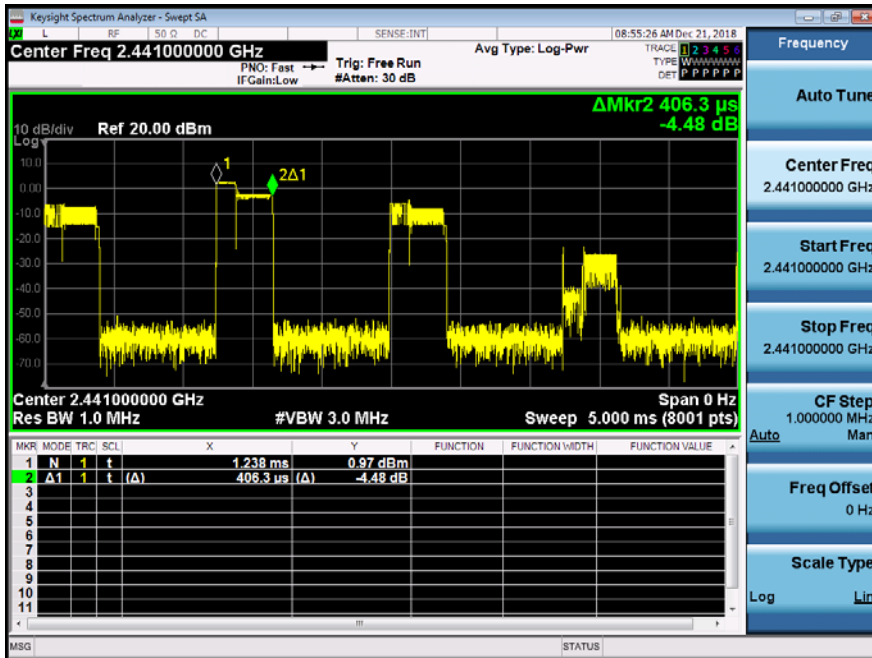 Keysight Spectrum Analyzer - Swept SA
LXI L RF 50 Ω DC SENSE:INT 08:55:26 AM Dec 21, 2018
Center Freq 2.441000000 GHz
PNO: Fast
IFGain:Low
Trig: Free Run
#Atten: 30 dB
Avg Type: Log-Pwr
TRACE 1 2 3 4 5 6
TYPE W
DET P P P P P P
ΔMkr2 406.3 µs
-4.48 dB
10 dB/div Ref 20.00 dBm
Log
10.0
0.00
-10.0
-20.0
-30.0
-40.0
-50.0
-60.0
-70.0
1
2Δ1
Center 2.441000000 GHz Span 0 Hz
Res BW 1.0 MHz #VBW 3.0 MHz Sweep 5.000 ms (8001 pts)
MKR MODE TRC SCL X Y FUNCTION FUNCTION WIDTH FUNCTION VALUE
1 N 1 t 1.238 ms 0.97 dBm
2 Δ1 1 t (Δ) 406.3 µs (Δ) -4.48 dB
3
4
5
6
7
8
9
10
11
MSG STATUS
Frequency
Auto Tune
Center Freq
2.441000000 GHz
Start Freq
2.441000000 GHz
Stop Freq
2.441000000 GHz
CF Step
1.000000 MHz
Auto Man
Freq Offset
0 Hz
Scale Type
Log Lin